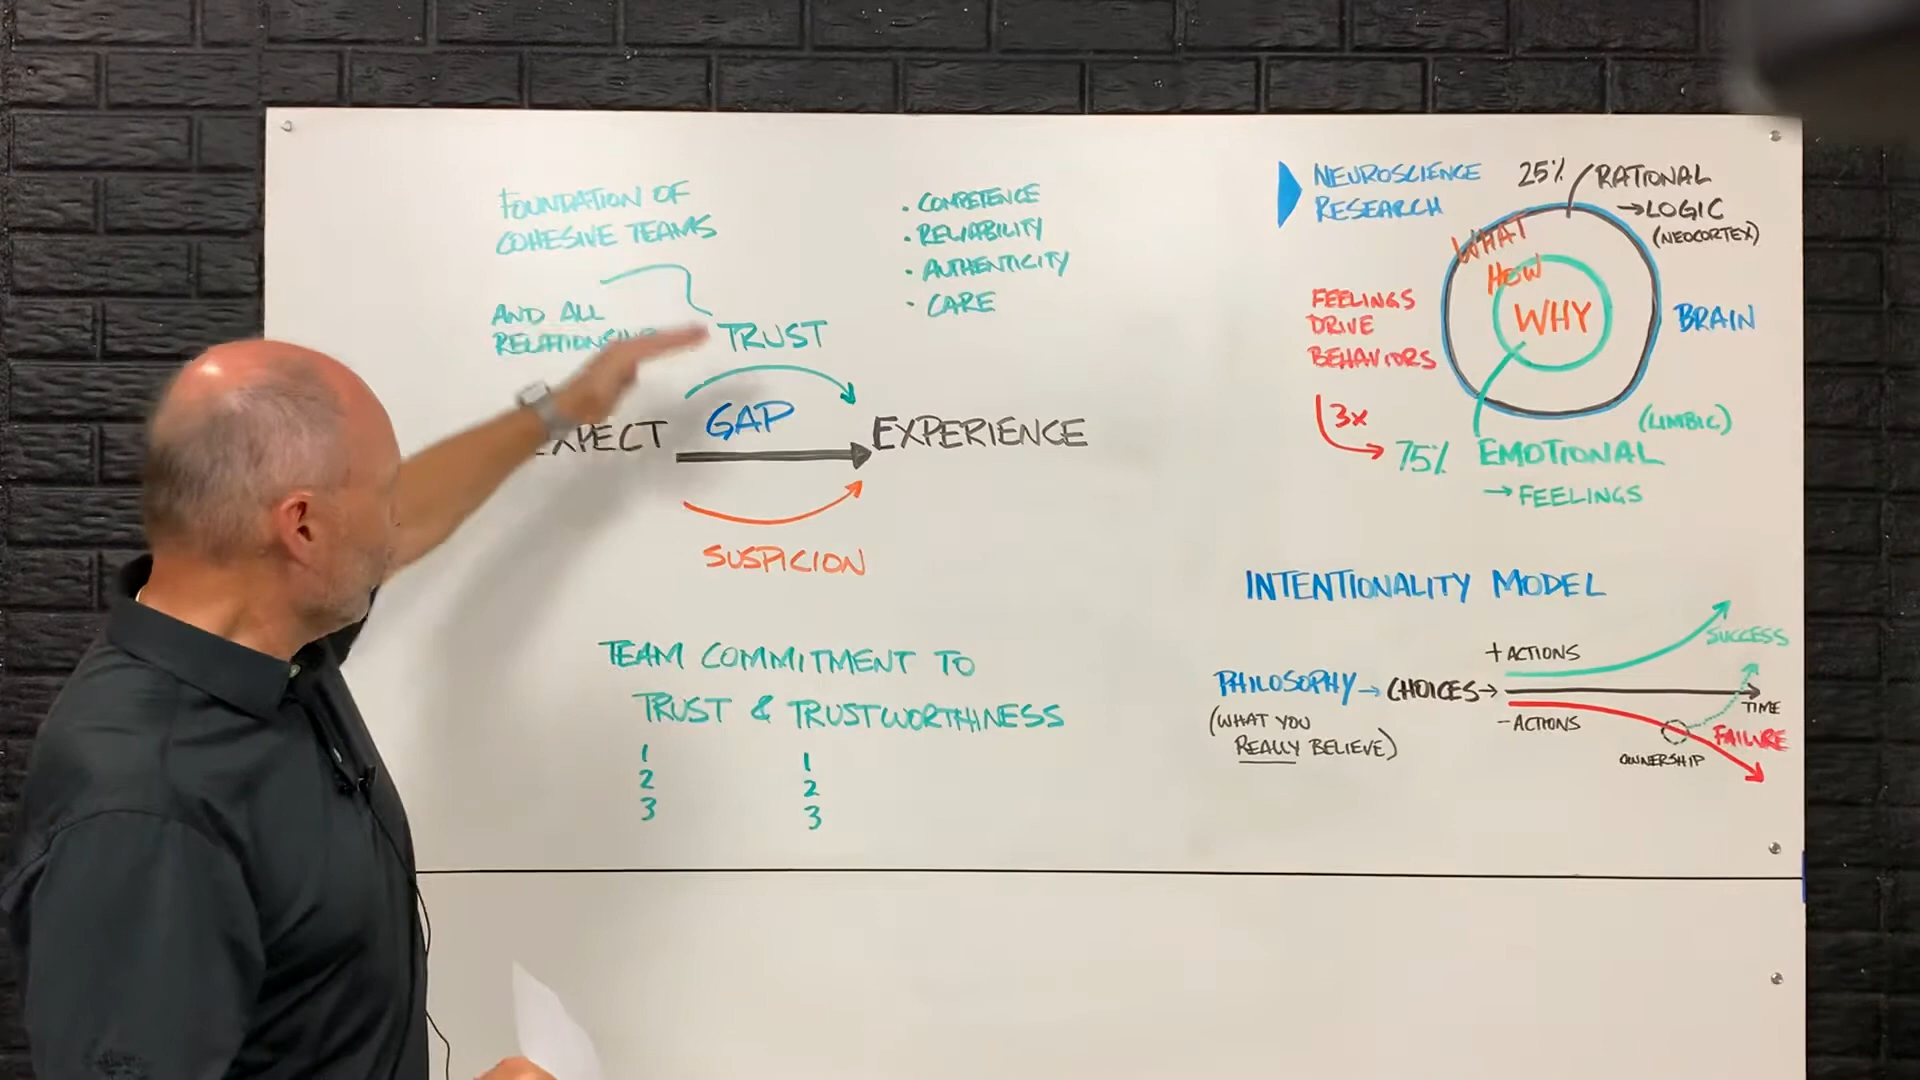 FOUNDATION OF
COHESIVE TEAMS
AND ALL
TRUST
• COMPETENCE
• RELIABILITY
• AUTHENTICITY
• CARE
GAP
EXPERIENCE
SUSPICION
TEAM COMMITMENT TO
TRUST & TRUSTWORTHINESS
1 1
2 2
3 3
NEUROSCIENCE
RESEARCH
25% RATIONAL
→LOGIC
(NEOCORTEX)
WHAT
HOW
WHY
BRAIN
FEELINGS
DRIVE
BEHAVIORS
3x
(LIMBIC)
75% EMOTIONAL
→FEELINGS
INTENTIONALITY MODEL
SUCCESS
+ ACTIONS
PHILOSOPHY→CHOICES→
TIME
(WHAT YOU
REALLY BELIEVE)
- ACTIONS
FAILURE
OWNERSHIP